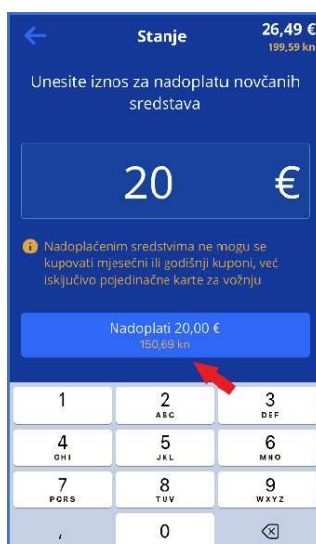 Stanje
26,49 €
199,59 kn
Unesite iznos za nadoplatu novčanih
sredstava
20 €
Nadoplaćenim sredstvima ne mogu se
kupovati mjesečni ili godišnji kuponi, već
isključivo pojedinačne karte za vožnju
Nadoplati 20,00 €
150,69 kn
1 2 3
ABC DEF
4 5 6
GHI JKL MNO
7 8 9
PQRS TUV WXYZ
, 0